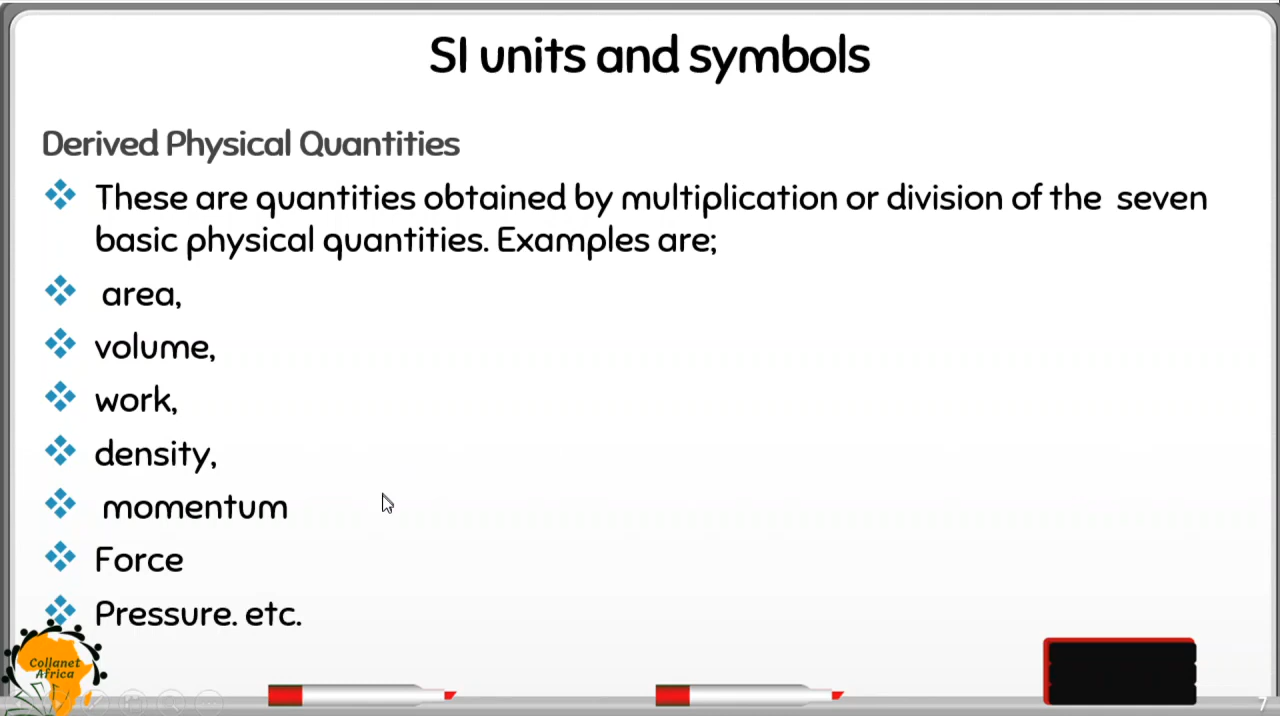 SI units and symbols
Derived Physical Quantities
These are quantities obtained by multiplication or division of the seven
basic physical quantities. Examples are;
area,
volume,
work,
density,
momentum
Force
Pressure. etc.
Collanet
Africa
7